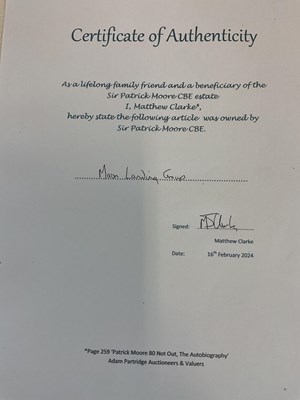 Certificate of Authenticity
As a lifelong family friend and a beneficiary of the
Sir Patrick Moore CBE estate
I, Matthew Clarke*,
hereby state the following article was owned by
Sir Patrick Moore CBE.
Moon Landing
Signed:
Matthew Clarke
Date: 16th February 2024
*Page 259 'Patrick Moore 80 Not Out, The Autobiography'
Adam Partridge Auctioneers & Valuers